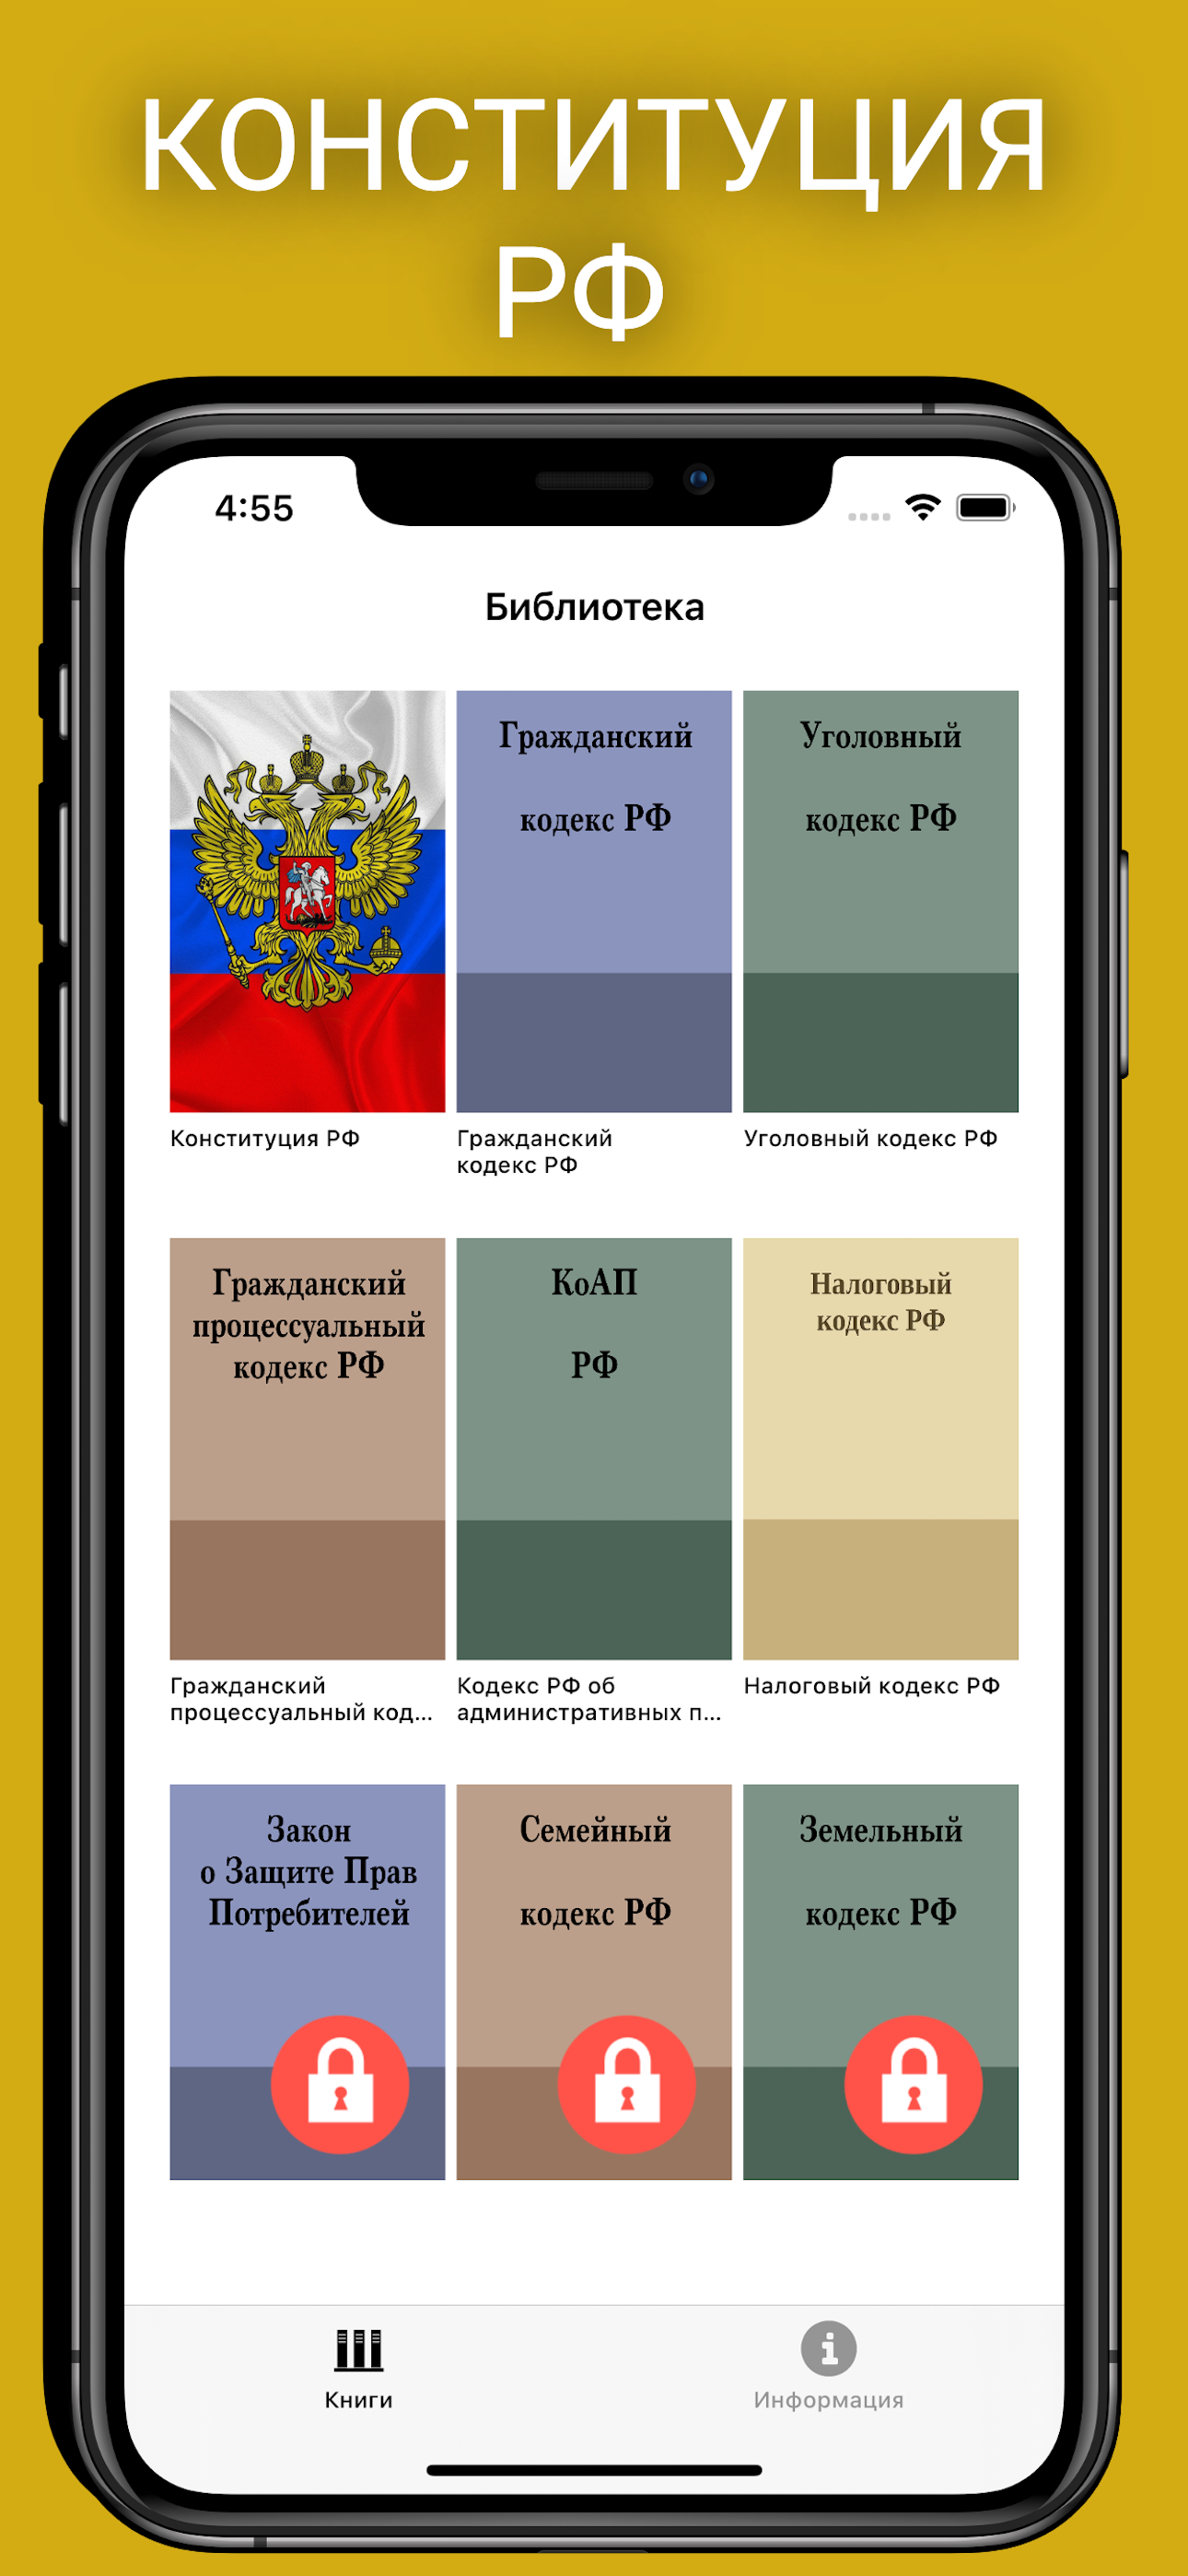 КОНСТИТУЦИЯ
РФ
4:55
Библиотека
Гражданский
кодекс РФ
Уголовный
кодекс РФ
Конституция РФ
Гражданский
кодекс РФ
Уголовный кодекс РФ
Гражданский
процессуальный
кодекс РФ
КоАП
РФ
Налоговый
кодекс РФ
Гражданский
процессуальный код...
Кодекс РФ об
административных п...
Налоговый кодекс РФ
Закон
о Защите Прав
Потребителей
Семейный
кодекс РФ
Земельный
кодекс РФ
Книги
Информация